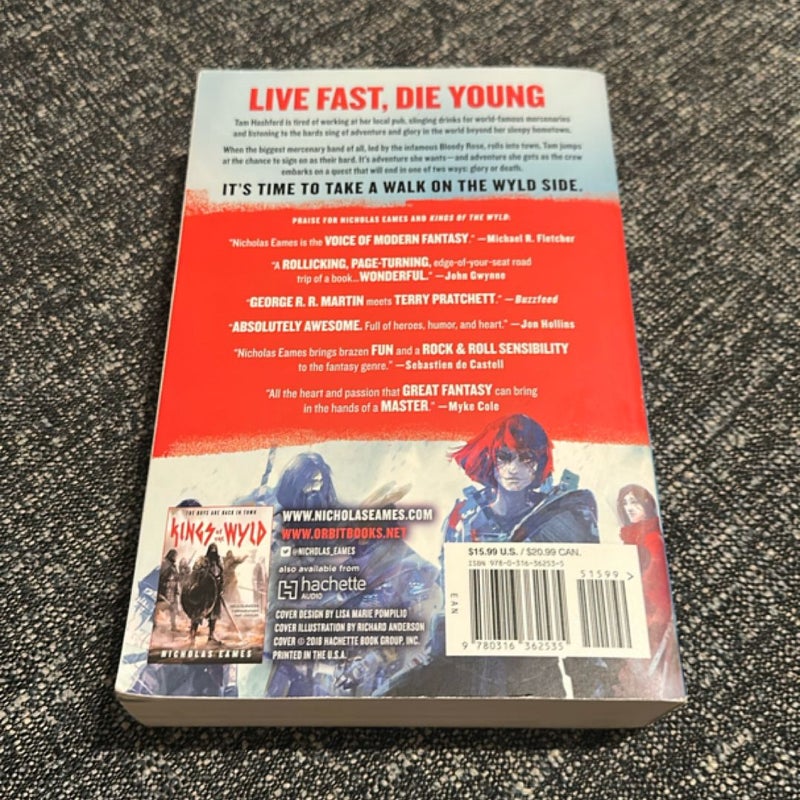 LIVE FAST, DIE YOUNG
Tam Hashford is tired of working at her local pub, slinging drinks for world-famous mercenaries
and listening to the bards sing of adventure and glory in the world beyond her sleepy hometown.
When the biggest mercenary band of all, led by the infamous Bloody Rose, rolls into town, Tam jumps
at the chance to sign on as their bard. It's adventure she wants—and adventure she gets as the crew
embarks on a quest that will end in one of two ways: glory or death.
IT'S TIME TO TAKE A WALK ON THE WYLD SIDE.
PRAISE FOR NICHOLAS EAMES AND KINGS OF THE WYLD:
"Nicholas Eames is the VOICE OF MODERN FANTASY." —Michael R. Fletcher
"A ROLLICKING, PAGE-TURNING, edge-of-your-seat road
trip of a book...WONDERFUL." —John Gwynne
"GEORGE R. R. MARTIN meets TERRY PRATCHETT." —Buzzfeed
"ABSOLUTELY AWESOME. Full of heroes, humor, and heart." —Jon Hollins
"Nicholas Eames brings brazen FUN and a ROCK & ROLL SENSIBILITY
to the fantasy genre." —Sebastien de Castell
"All the heart and passion that GREAT FANTASY can bring
in the hands of a MASTER." —Myke Cole
THE BOYS ARE BACK IN TOWN
KINGS OF THE WYLD
NICHOLAS EAMES
WWW.NICHOLASEAMES.COM
WWW.ORBITBOOKS.NET
@NICHOLAS_EAMES
also available from
hachette
AUDIO
COVER DESIGN BY LISA MARIE POMPILIO
COVER ILLUSTRATION BY RICHARD ANDERSON
COVER © 2018 HACHETTE BOOK GROUP, INC.
PRINTED IN THE U.S.A.
$15.99 U.S. / $20.99 CAN.
ISBN 978-0-316-36253-5
51599>
EAN
9 780316 362535